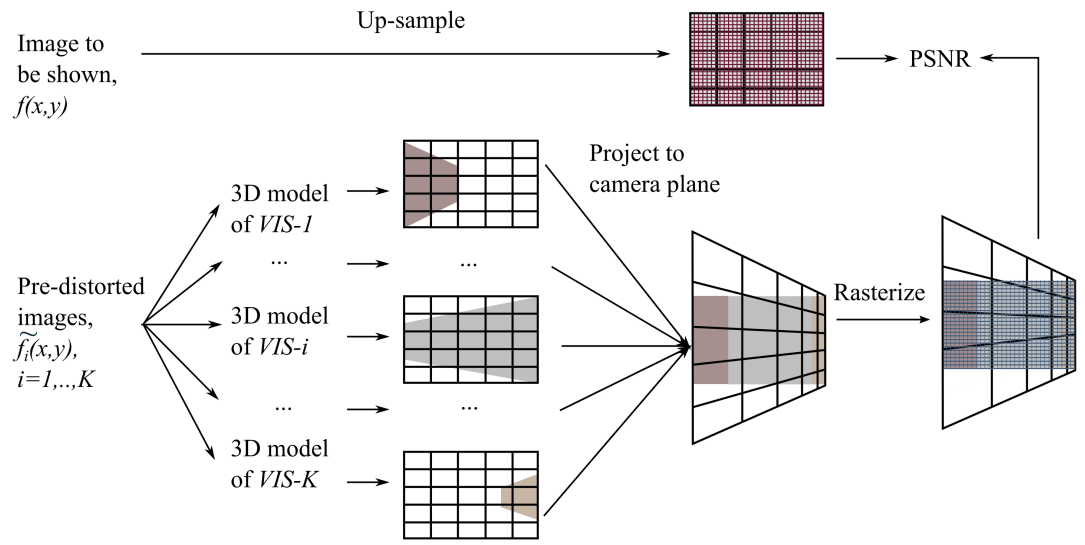 Up-sample
Image to
be shown,
f(x,y)
PSNR
Project to
camera plane
3D model
of VIS-1
...
...
Pre-distorted
images,
f̃ᵢ(x,y),
i=1,..,K
3D model
of VIS-i
Rasterize
...
...
3D model
of VIS-K